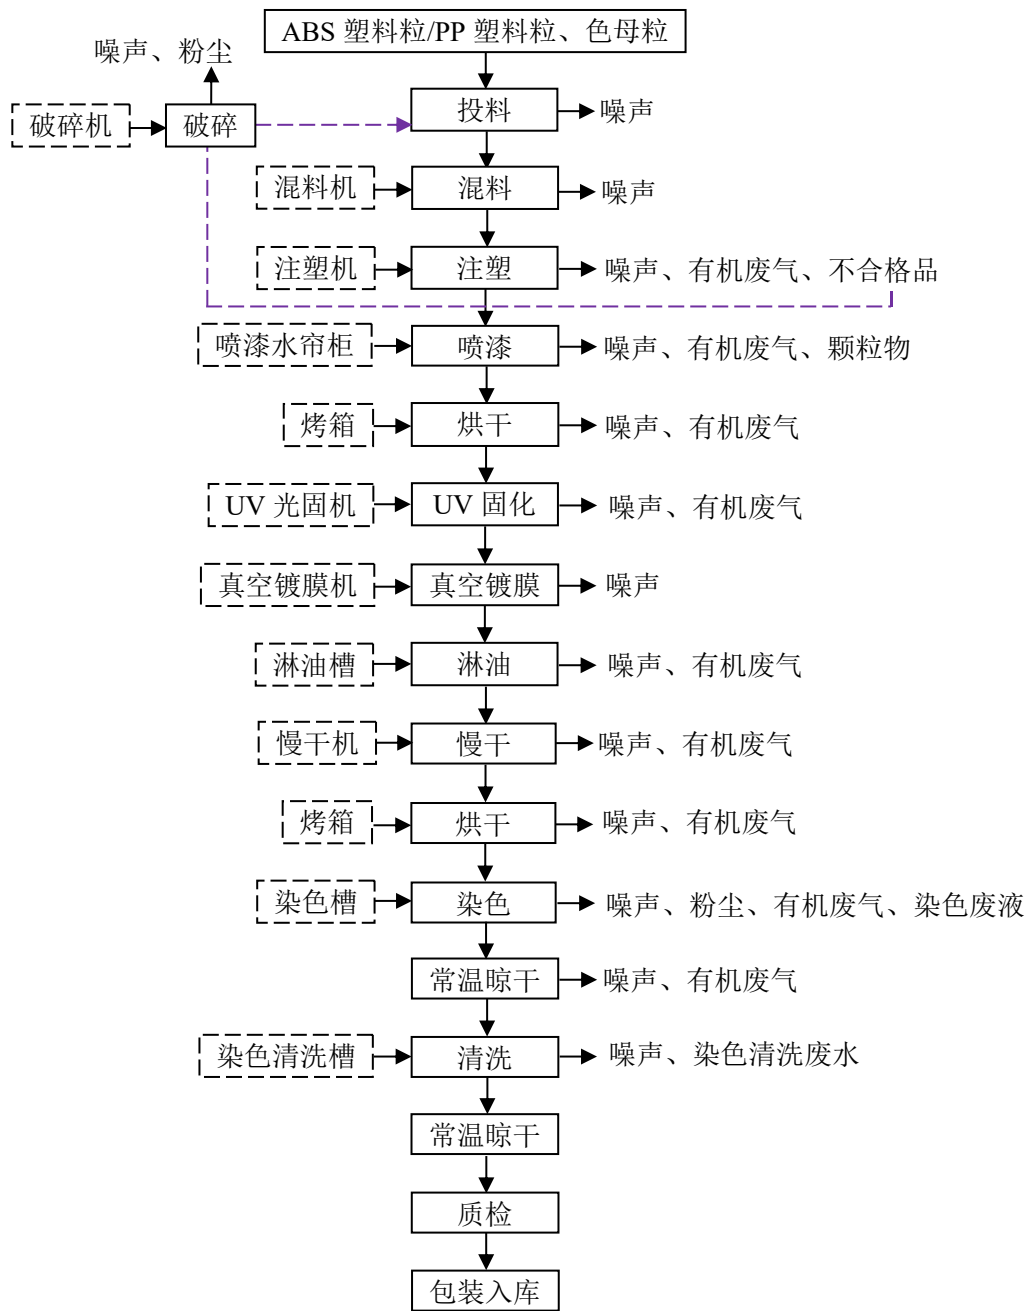 ABS 塑料粒/PP 塑料粒、色母粒
噪声、粉尘
破碎机
破碎
投料
噪声
混料机
混料
噪声
注塑机
注塑
噪声、有机废气、不合格品
喷漆水帘柜
喷漆
噪声、有机废气、颗粒物
烤箱
烘干
噪声、有机废气
UV 光固机
UV 固化
噪声、有机废气
真空镀膜机
真空镀膜
噪声
淋油槽
淋油
噪声、有机废气
慢干机
慢干
噪声、有机废气
烤箱
烘干
噪声、有机废气
染色槽
染色
噪声、粉尘、有机废气、染色废液
常温晾干
噪声、有机废气
染色清洗槽
清洗
噪声、染色清洗废水
常温晾干
质检
包装入库